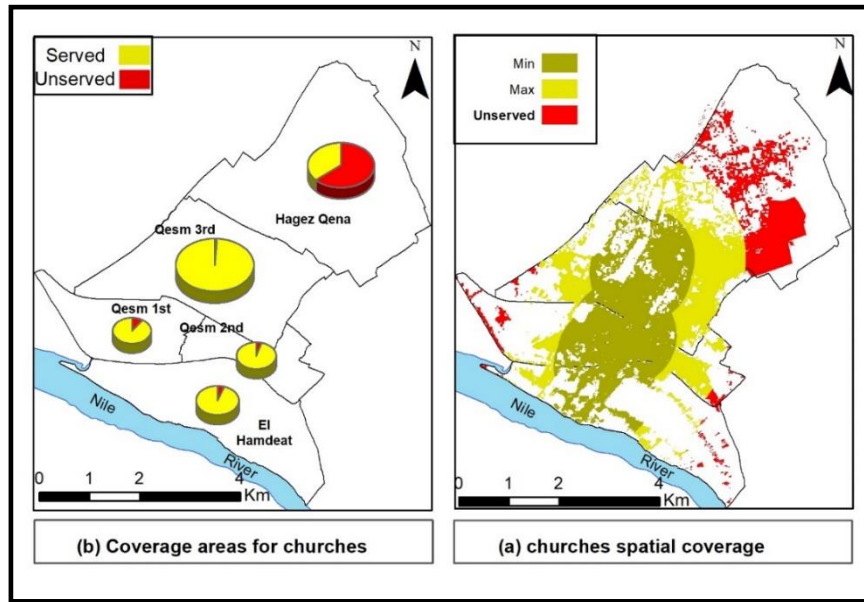 Served
Unserved
N
Hagez Qena
Qesm 3rd
Qesm 1st
Qesm 2nd
El
Hamdeat
Nile
River
0 1 2 4
Km
(b) Coverage areas for churches
Min
Max
Unserved
N
Nile
River
0 1 2 4
Km
(a) churches spatial coverage